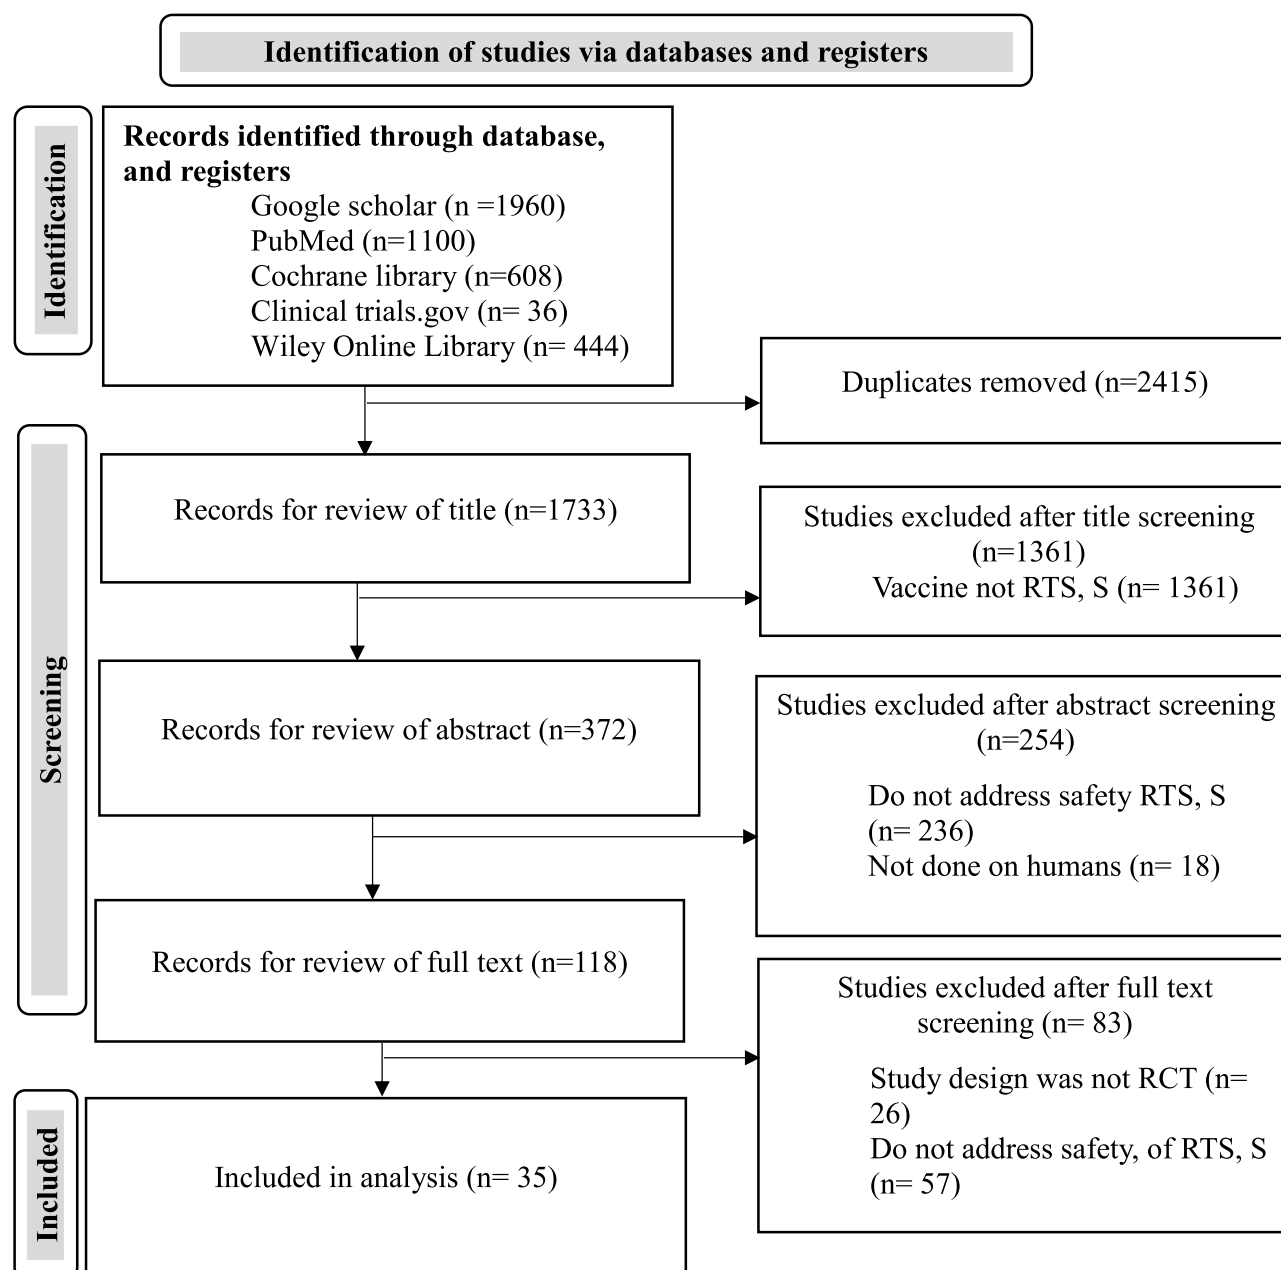 Identification of studies via databases and registers
Identification
Records identified through database,
and registers
Google scholar (n =1960)
PubMed (n=1100)
Cochrane library (n=608)
Clinical trials.gov (n= 36)
Wiley Online Library (n= 444)
Duplicates removed (n=2415)
Screening
Records for review of title (n=1733)
Studies excluded after title screening
(n=1361)
Vaccine not RTS, S (n= 1361)
Records for review of abstract (n=372)
Studies excluded after abstract screening
(n=254)
Do not address safety RTS, S
(n= 236)
Not done on humans (n= 18)
Records for review of full text (n=118)
Studies excluded after full text
screening (n= 83)
Study design was not RCT (n=
26)
Do not address safety, of RTS, S
(n= 57)
Included
Included in analysis (n= 35)